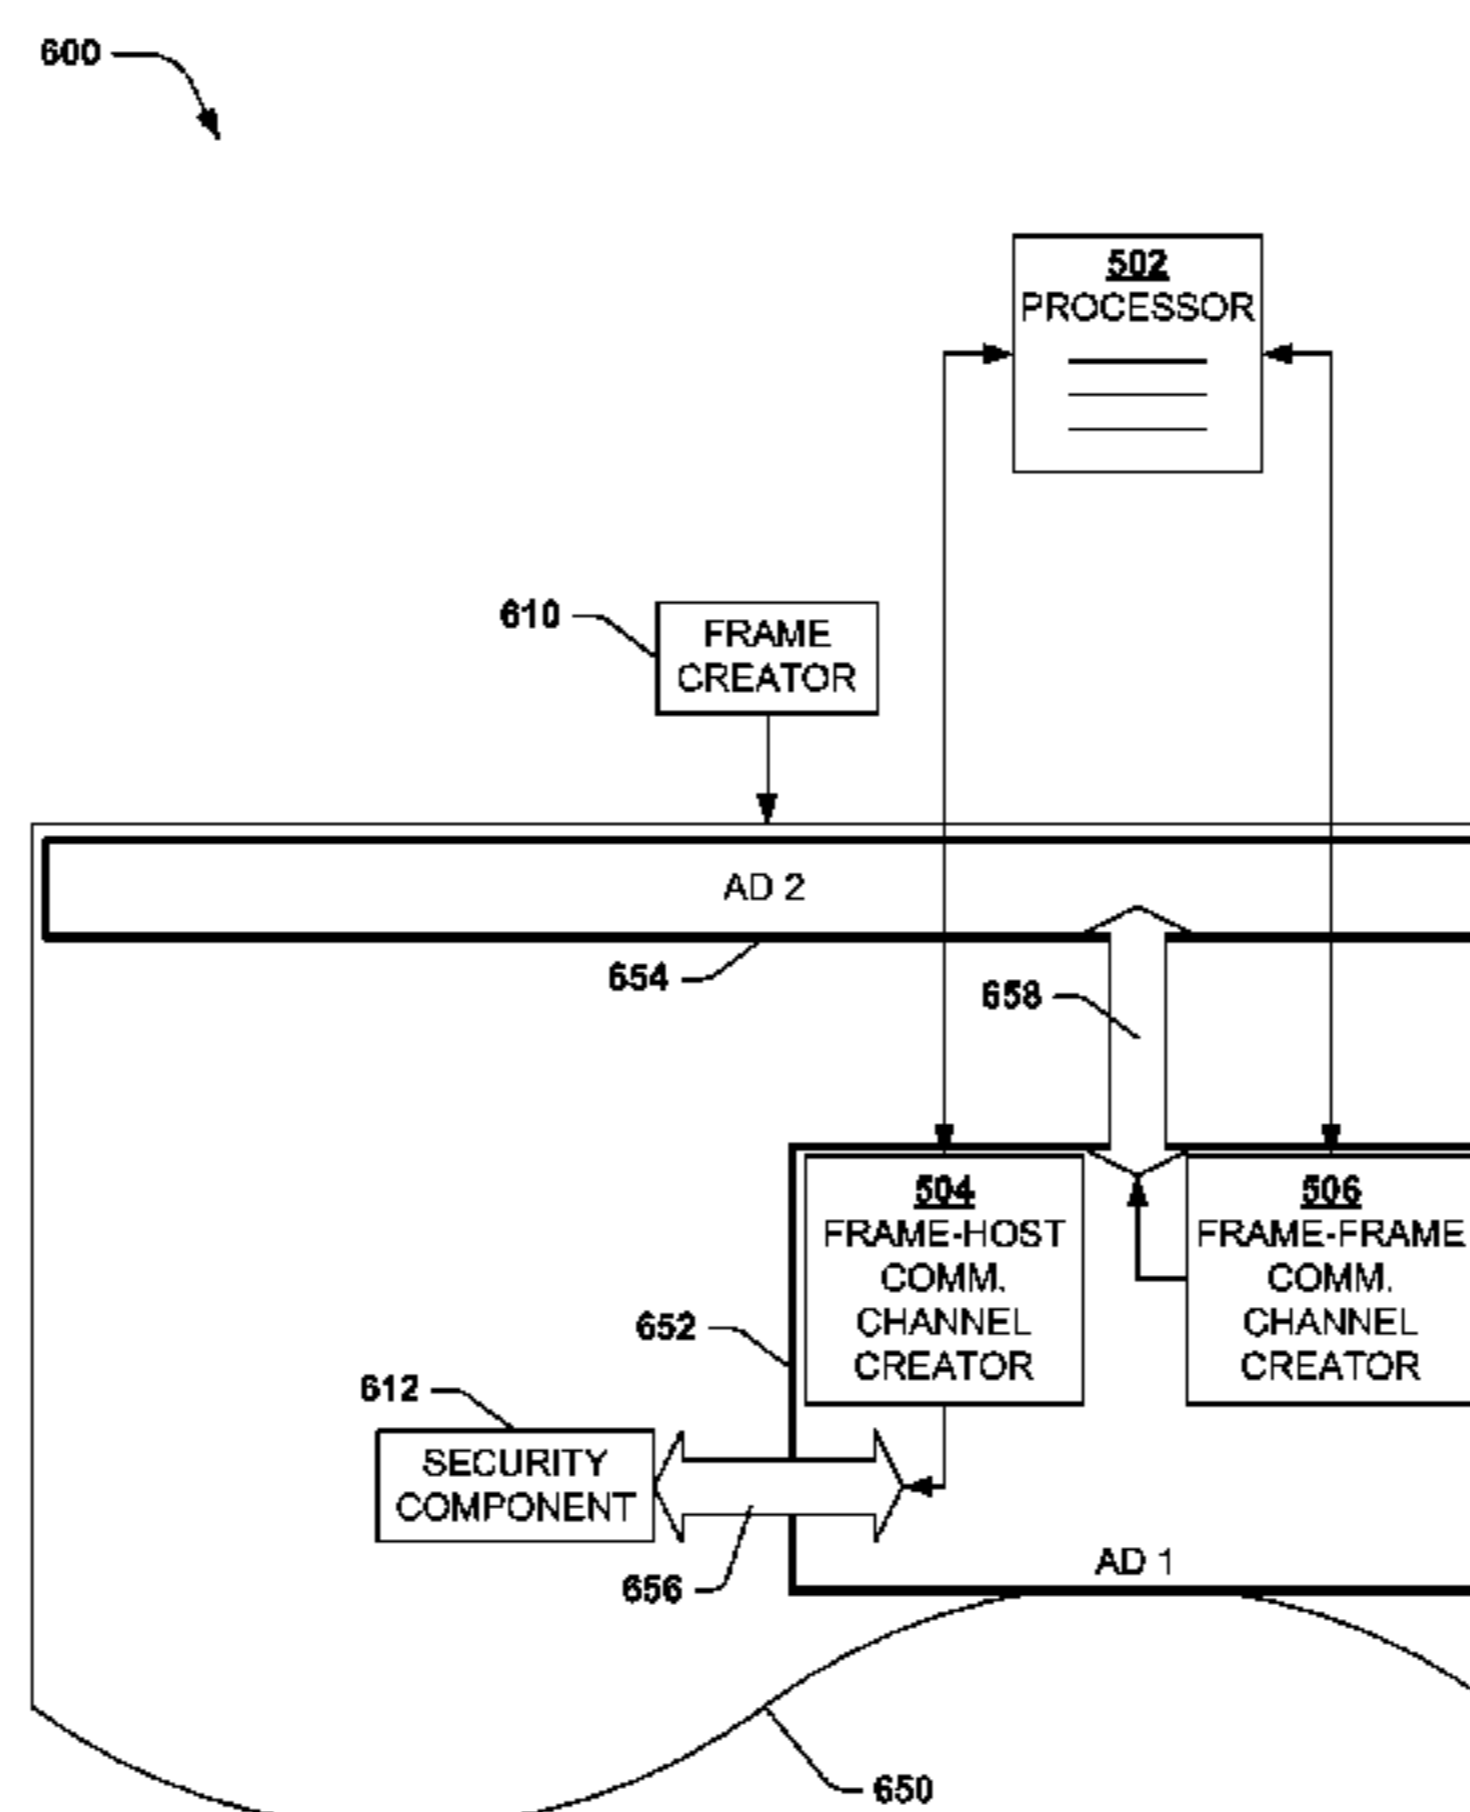 600
502
PROCESSOR
610
FRAME
CREATOR
AD 2
654
658
504
FRAME-HOST
COMM.
CHANNEL
CREATOR
506
FRAME-FRAME
COMM.
CHANNEL
CREATOR
652
612
SECURITY
COMPONENT
656
AD 1
650